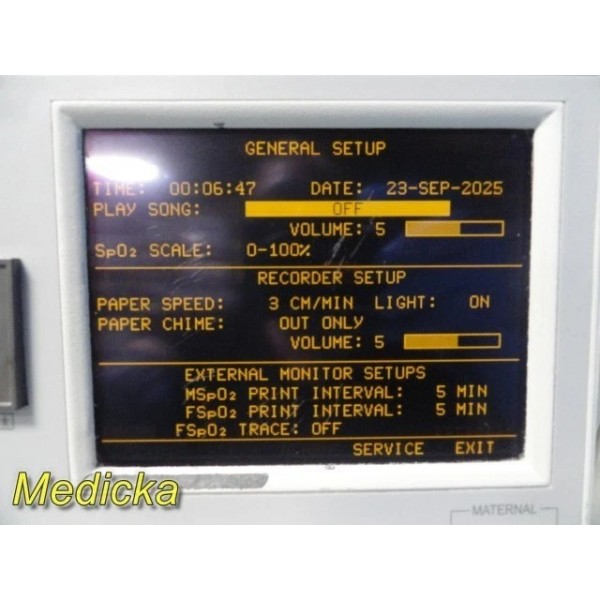 GENERAL SETUP
TIME: 00:06:47 DATE: 23-SEP-2025
PLAY SONG: OFF
VOLUME: 5
SpO2 SCALE: 0-100%
RECORDER SETUP
PAPER SPEED: 3 CM/MIN LIGHT: ON
PAPER CHIME: OUT ONLY
VOLUME: 5
EXTERNAL MONITOR SETUPS
MSpO2 PRINT INTERVAL: 5 MIN
FSpO2 PRINT INTERVAL: 5 MIN
FSpO2 TRACE: OFF
SERVICE EXIT
Medicka
MATERNAL